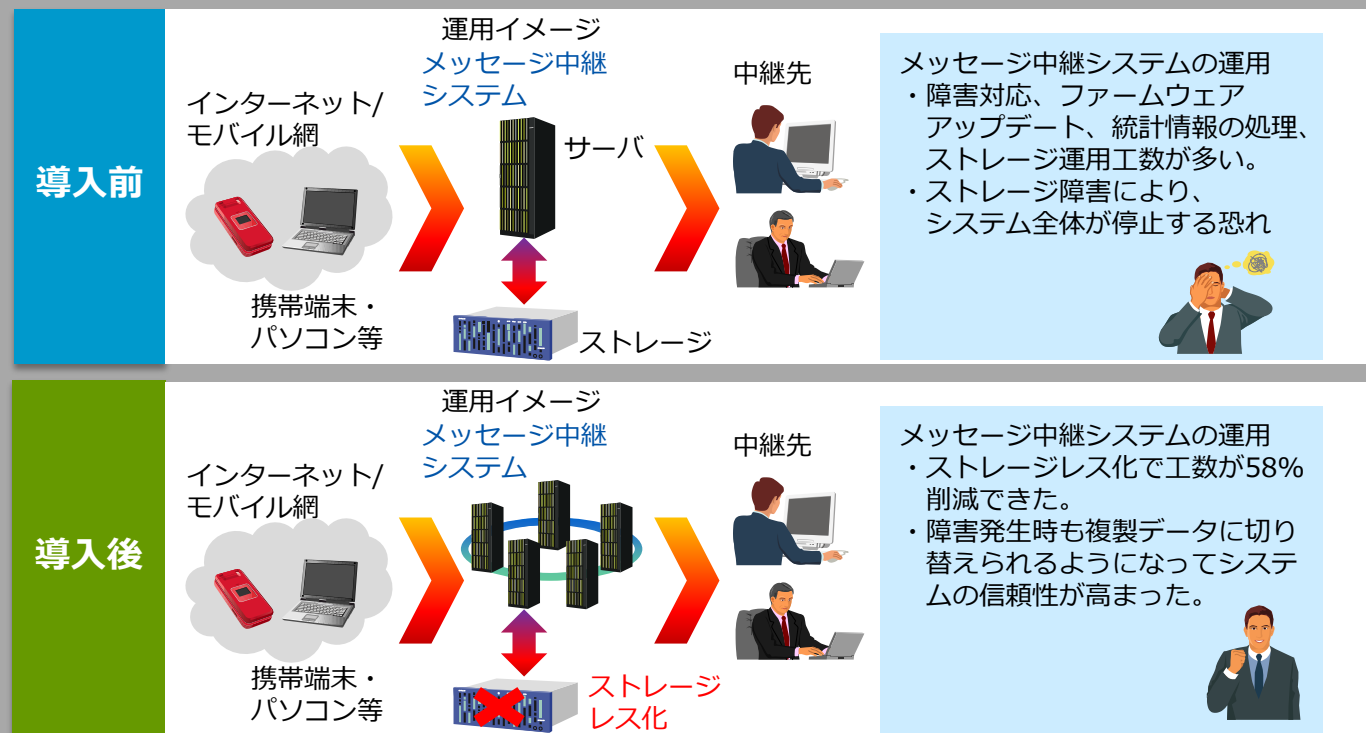 導入前
運用イメージ
メッセージ中継
システム
インターネット/
モバイル網
サーバ
中継先
携帯端末・
パソコン等
ストレージ
メッセージ中継システムの運用
・障害対応、ファームウェア
アップデート、統計情報の処理、
ストレージ運用工数が多い。
・ストレージ障害により、
システム全体が停止する恐れ
導入後
運用イメージ
メッセージ中継
システム
インターネット/
モバイル網
中継先
携帯端末・
パソコン等
ストレージ
レス化
メッセージ中継システムの運用
・ストレージレス化で工数が58%
削減できた。
・障害発生時も複製データに切り
替えられるようになってシステ
ムの信頼性が高まった。